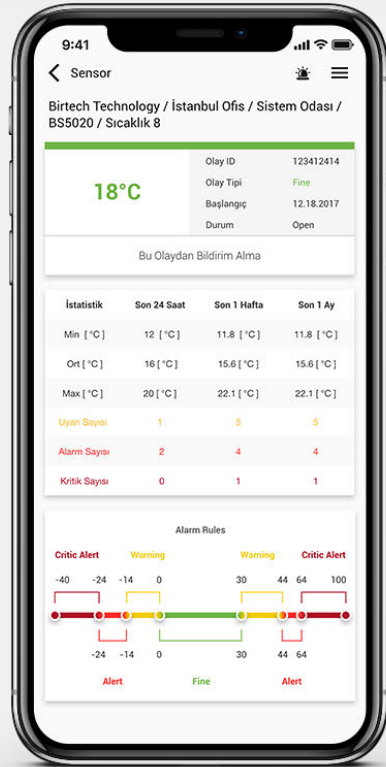 9:41
Sensor
Birtech Technology / İstanbul Ofis / Sistem Odası /
BS5020 / Sıcaklık 8
18°C
Olay ID 123412414
Olay Tipi Fine
Başlangıç 12.18.2017
Durum Open
Bu Olaydan Bildirim Alma
İstatistik Son 24 Saat Son 1 Hafta Son 1 Ay
Min [°C] 12 [°C] 11.8 [°C] 11.8 [°C]
Ort [°C] 16 [°C] 15.6 [°C] 15.6 [°C]
Max [°C] 20 [°C] 22.1 [°C] 22.1 [°C]
Uyarı Sayısı 1 5 5
Alarm Sayısı 2 4 4
Kritik Sayısı 0 1 1
Alarm Rules
Critic Alert Warning Warning Critic Alert
-40 -24 -14 0 30 44 64 100
-24 -14 0 30 44 64
Alert Fine Alert